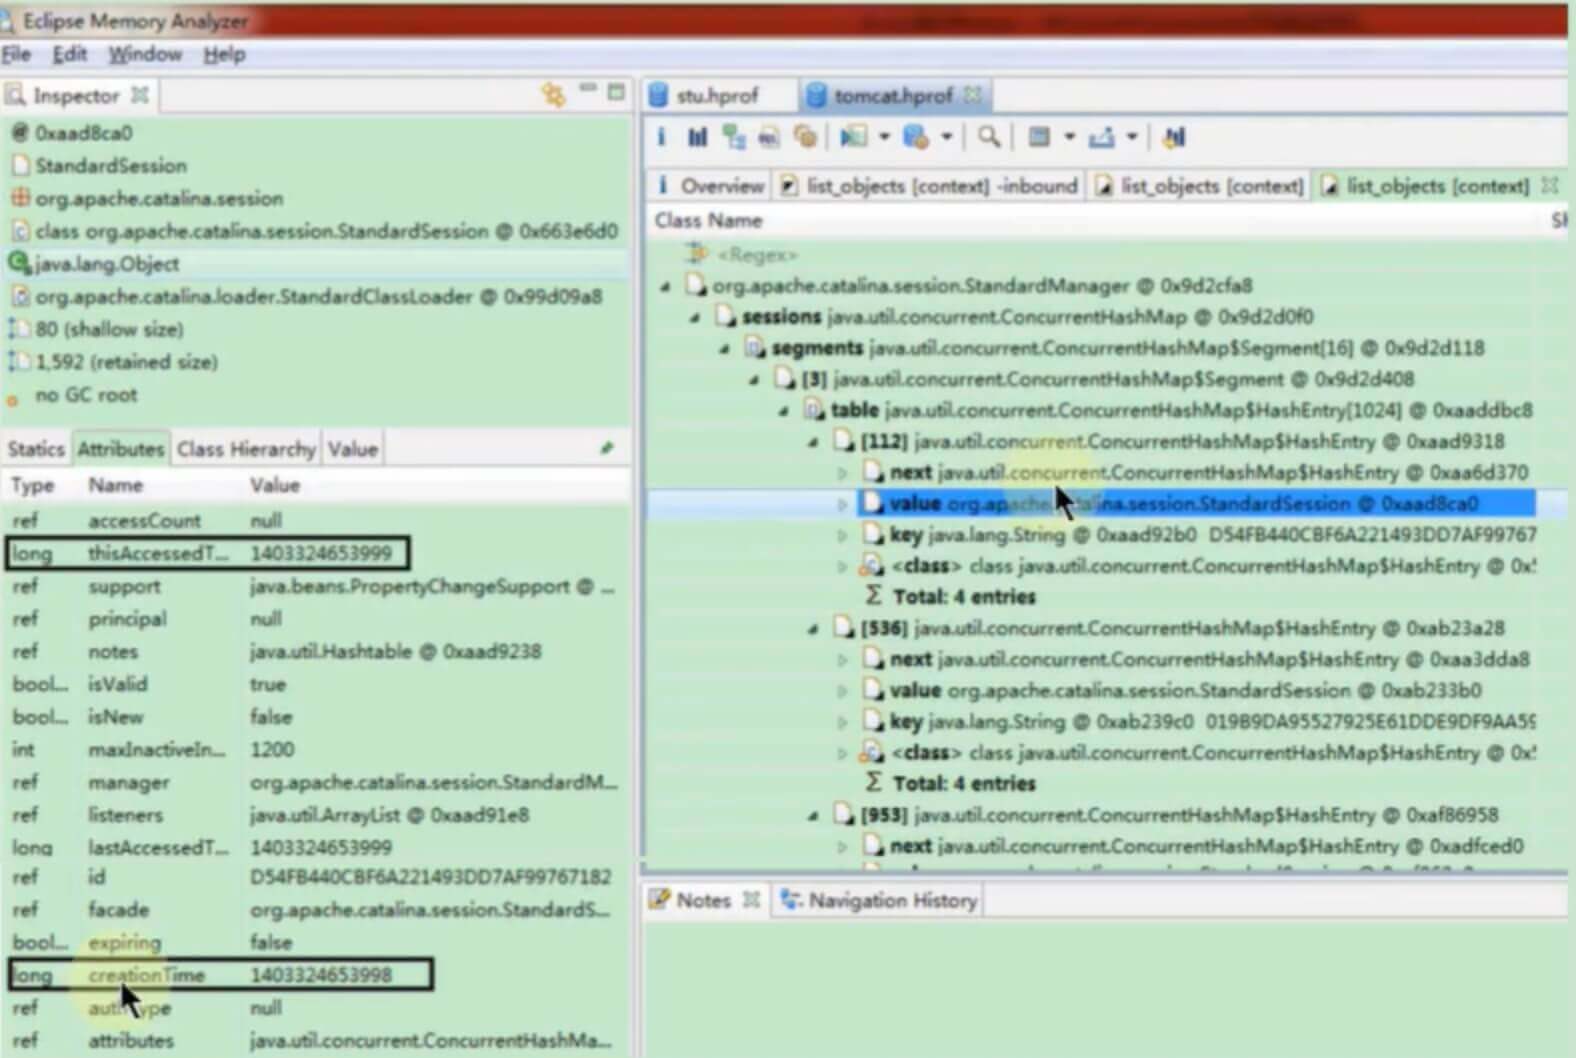 Eclipse Memory Analyzer
File Edit Window Help
Inspector
0xaad8ca0
StandardSession
org.apache.catalina.session
class org.apache.catalina.session.StandardSession @ 0x663e6d0
java.lang.Object
org.apache.catalina.loader.StandardClassLoader @ 0x99d09a8
80 (shallow size)
1,592 (retained size)
no GC root
Statics Attributes Class Hierarchy Value
Type Name Value
ref accessCount null
long thisAccessedT... 1403324653999
ref support java.beans.PropertyChangeSupport @ ...
ref principal null
ref notes java.util.Hashtable @ 0xaad9238
bool... isValid true
bool... isNew false
int maxInactiveIn... 1200
ref manager org.apache.catalina.session.StandardM...
ref listeners java.util.ArrayList @ 0xaad91e8
long lastAccessedT... 1403324653999
ref id D54FB440CBF6A221493DD7AF99767182
ref facade org.apache.catalina.session.StandardS...
bool... expiring false
long creationTime 1403324653998
ref authType null
ref attributes java.util.concurrent.ConcurrentHashMa...
stu.hprof tomcat.hprof
i Overview list_objects [context] -inbound list_objects [context] list_objects [context]
Class Name
<Regex>
org.apache.catalina.session.StandardManager @ 0x9d2cfa8
sessions java.util.concurrent.ConcurrentHashMap @ 0x9d2d0f0
segments java.util.concurrent.ConcurrentHashMap$Segment[16] @ 0x9d2d118
[3] java.util.concurrent.ConcurrentHashMap$Segment @ 0x9d2d408
table java.util.concurrent.ConcurrentHashMap$HashEntry[1024] @ 0xaaddbc8
[112] java.util.concurrent.ConcurrentHashMap$HashEntry @ 0xaad9318
next java.util.concurrent.ConcurrentHashMap$HashEntry @ 0xaa6d370
value org.apache.catalina.session.StandardSession @ 0xaad8ca0
key java.lang.String @ 0xaad92b0 D54FB440CBF6A221493DD7AF99767
<class> class java.util.concurrent.ConcurrentHashMap$HashEntry @ 0x
Σ Total: 4 entries
[536] java.util.concurrent.ConcurrentHashMap$HashEntry @ 0xab23a28
next java.util.concurrent.ConcurrentHashMap$HashEntry @ 0xaa3dda8
value org.apache.catalina.session.StandardSession @ 0xab233b0
key java.lang.String @ 0xab239c0 019B9DA95527925E61DDE9DF9AA59
<class> class java.util.concurrent.ConcurrentHashMap$HashEntry @ 0x
Σ Total: 4 entries
[953] java.util.concurrent.ConcurrentHashMap$HashEntry @ 0xaf86958
next java.util.concurrent.ConcurrentHashMap$HashEntry @ 0xadfced0
Notes Navigation History